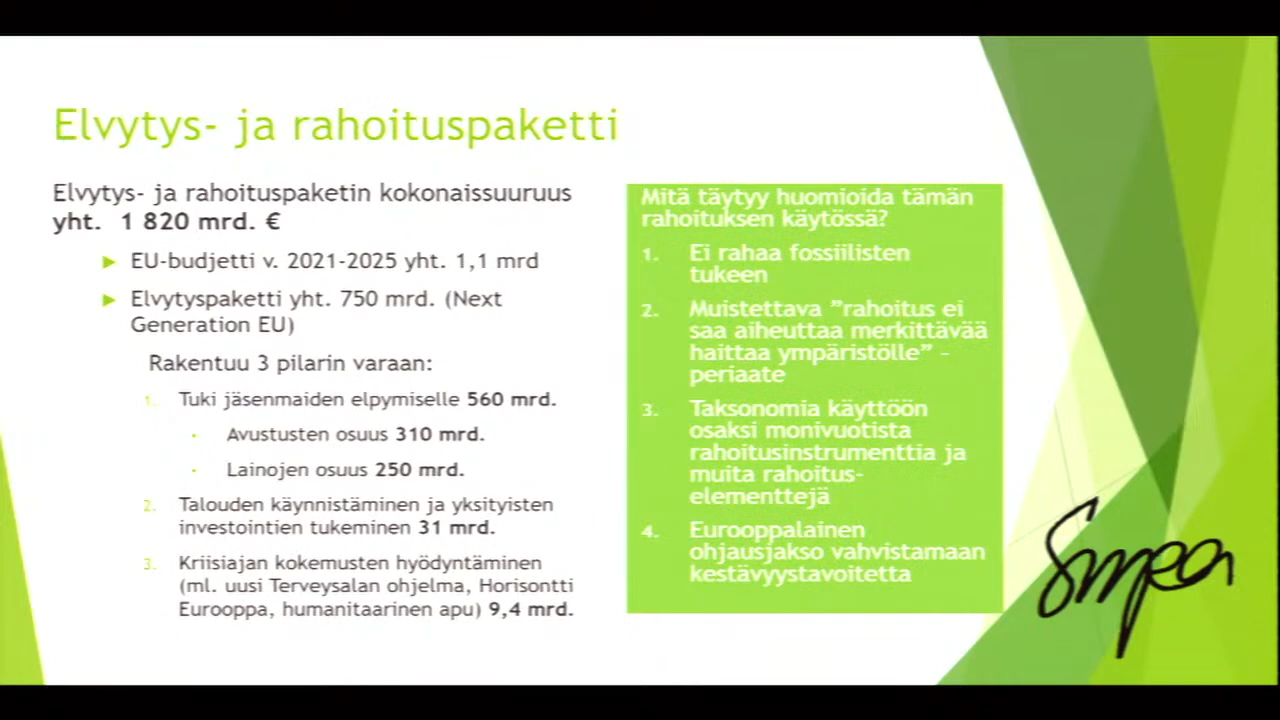 Elvytys- ja rahoituspaketti
Elvytys- ja rahoituspaketin kokonaissuuruus
yht. 1 820 mrd. €
EU-budjetti v. 2021-2025 yht. 1,1 mrd
Elvytyspaketti yht. 750 mrd. (Next
Generation EU)
Rakentuu 3 pilarin varaan:
1. Tuki jäsenmaiden elpymiselle 560 mrd.
Avustusten osuus 310 mrd.
Lainojen osuus 250 mrd.
2. Talouden käynnistäminen ja yksityisten
investointien tukeminen 31 mrd.
3. Kriisiajan kokemusten hyödyntäminen
(ml. uusi Terveysalan ohjelma, Horisontti
Eurooppa, humanitaarinen apu) 9,4 mrd.
Mitä täytyy huomioida tämän
rahoituksen käytössä?
1. Ei rahaa fossiilisten
tukeen
2. Muistettava ”rahoitus ei
saa aiheuttaa merkittävää
haittaa ympäristölle” -
periaate
3. Taksonomia käyttöön
osaksi monivuotista
rahoitusinstrumenttia ja
muita rahoitus-
elementtejä
4. Eurooppalainen
ohjausjakso vahvistamaan
kestävyystavoitetta
Sirpa